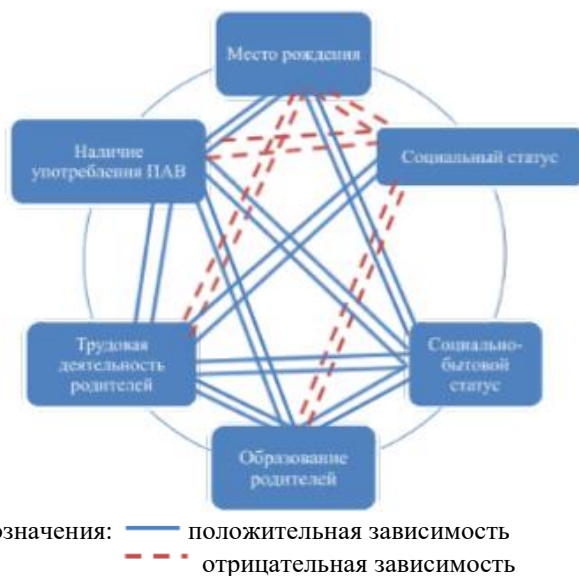 Место рождения
Наличие
употребления ПАВ
Социальный статус
Трудовая
деятельность
родителей
Социально-
бытовой
статус
Образование
родителей
означения: положительная зависимость
отрицательная зависимость